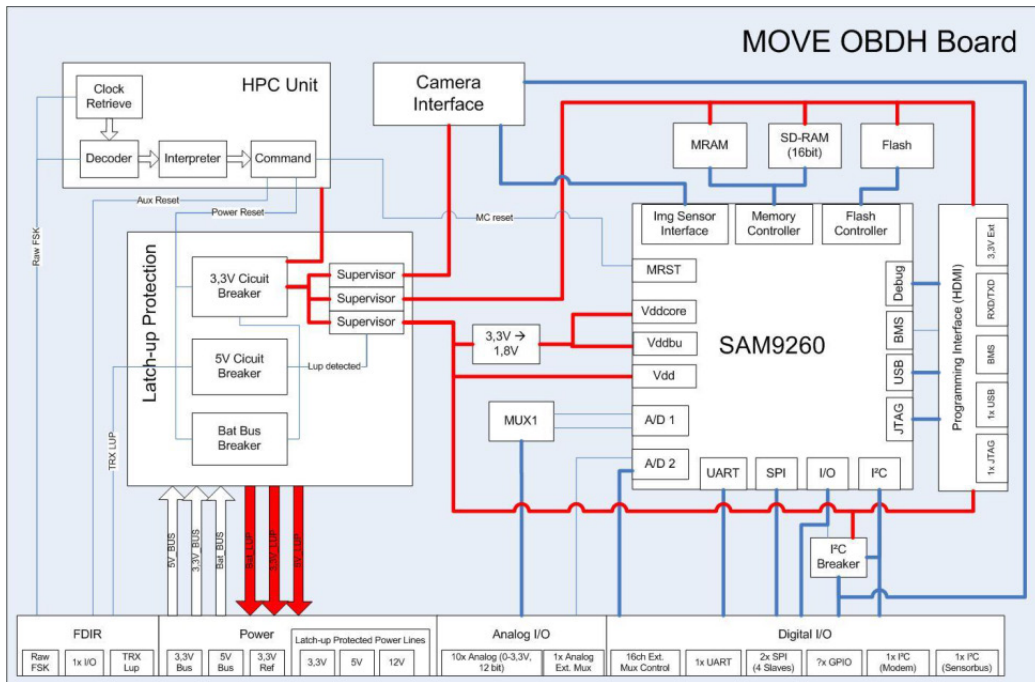 MOVE OBDH Board
HPC Unit
Clock
Retrieve
Decoder
Interpreter
Command
Camera
Interface
MRAM
SD-RAM
(16bit)
Flash
Aux Reset
Power Reset
MC reset
Raw FSK
Img Sensor
Interface
Memory
Controller
Flash
Controller
Latch-up Protection
3,3V Cicuit
Breaker
Supervisor
Supervisor
Supervisor
5V Cicuit
Breaker
Lup detected
Bat Bus
Breaker
TRX LUP
3,3V →
1,8V
MRST
Vddcore
Vddbu
Vdd
SAM9260
MUX1
A/D 1
A/D 2
Debug
BMS
USB
JTAG
Programming Interface (HDMI)
3,3V Ext
RXD/TXD
BMS
1x USB
1x JTAG
UART
SPI
I/O
I²C
I²C
Breaker
5V_BUS
3,3V_BUS
Bat_BUS
Bat_LUP
3,3V_LUP
5V_LUP
FDIR
Raw
FSK
1x I/O
TRX
Lup
Power
3,3V
Bus
5V
Bus
3,3V
Ref
Latch-up Protected Power Lines
3,3V
5V
12V
Analog I/O
10x Analog (0-3,3V,
12 bit)
1x Analog
Ext. Mux
Digital I/O
16ch Ext.
Mux Control
1x UART
2x SPI
(4 Slaves)
?x GPIO
1x I²C
(Modem)
1x I²C
(Sensorbus)